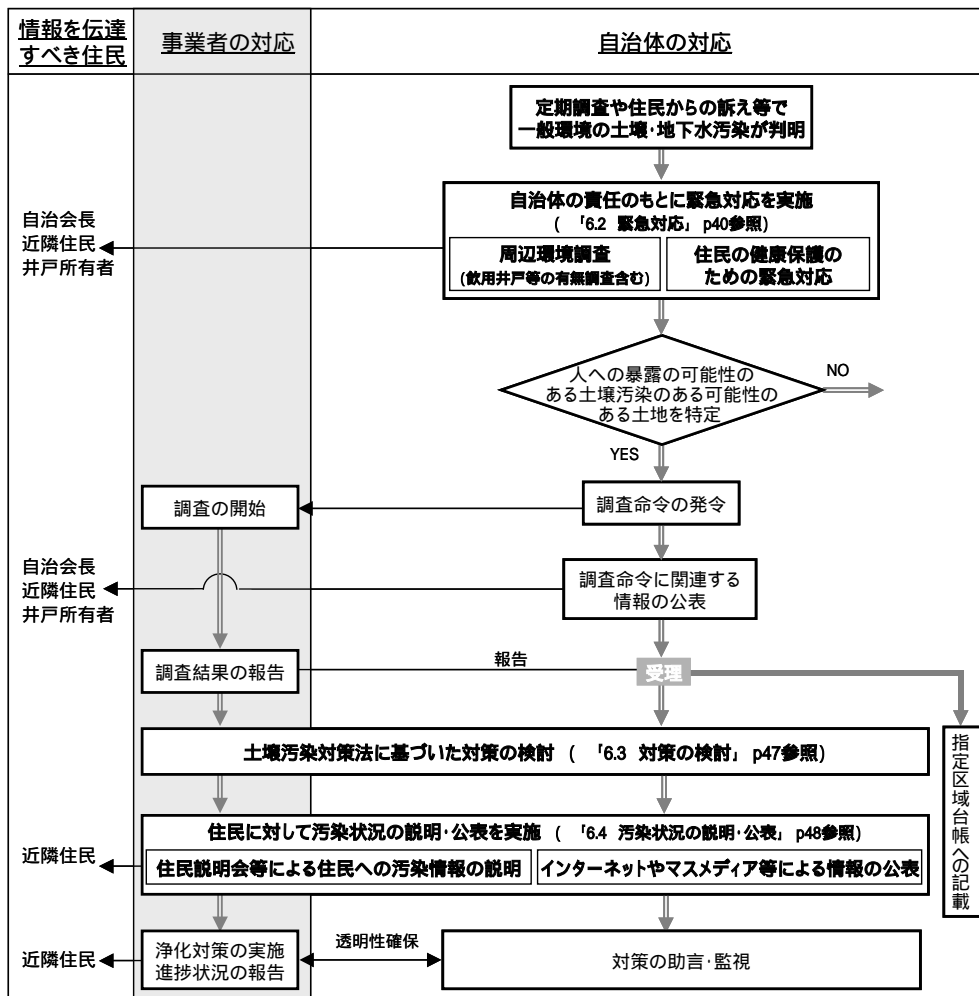 情報を伝達
すべき住民
事業者の対応
自治体の対応
定期調査や住民からの訴え等で
一般環境の土壌･地下水汚染が判明
自治体の責任のもとに緊急対応を実施
( 「6.2 緊急対応」 p40参照)
周辺環境調査
(飲用井戸等の有無調査含む)
住民の健康保護の
ための緊急対応
自治会長
近隣住民
井戸所有者
人への暴露の可能性の
ある土壌汚染のある可能性の
ある土地を特定
NO
YES
調査の開始
調査命令の発令
自治会長
近隣住民
井戸所有者
調査命令に関連する
情報の公表
調査結果の報告
報告
受理
指定区域台帳への記載
土壌汚染対策法に基づいた対策の検討 ( 「6.3 対策の検討」 p47参照)
住民に対して汚染状況の説明･公表を実施 ( 「6.4 汚染状況の説明･公表」 p48参照)
近隣住民
住民説明会等による住民への汚染情報の説明
インターネットやマスメディア等による情報の公表
近隣住民
浄化対策の実施
進捗状況の報告
透明性確保
対策の助言･監視